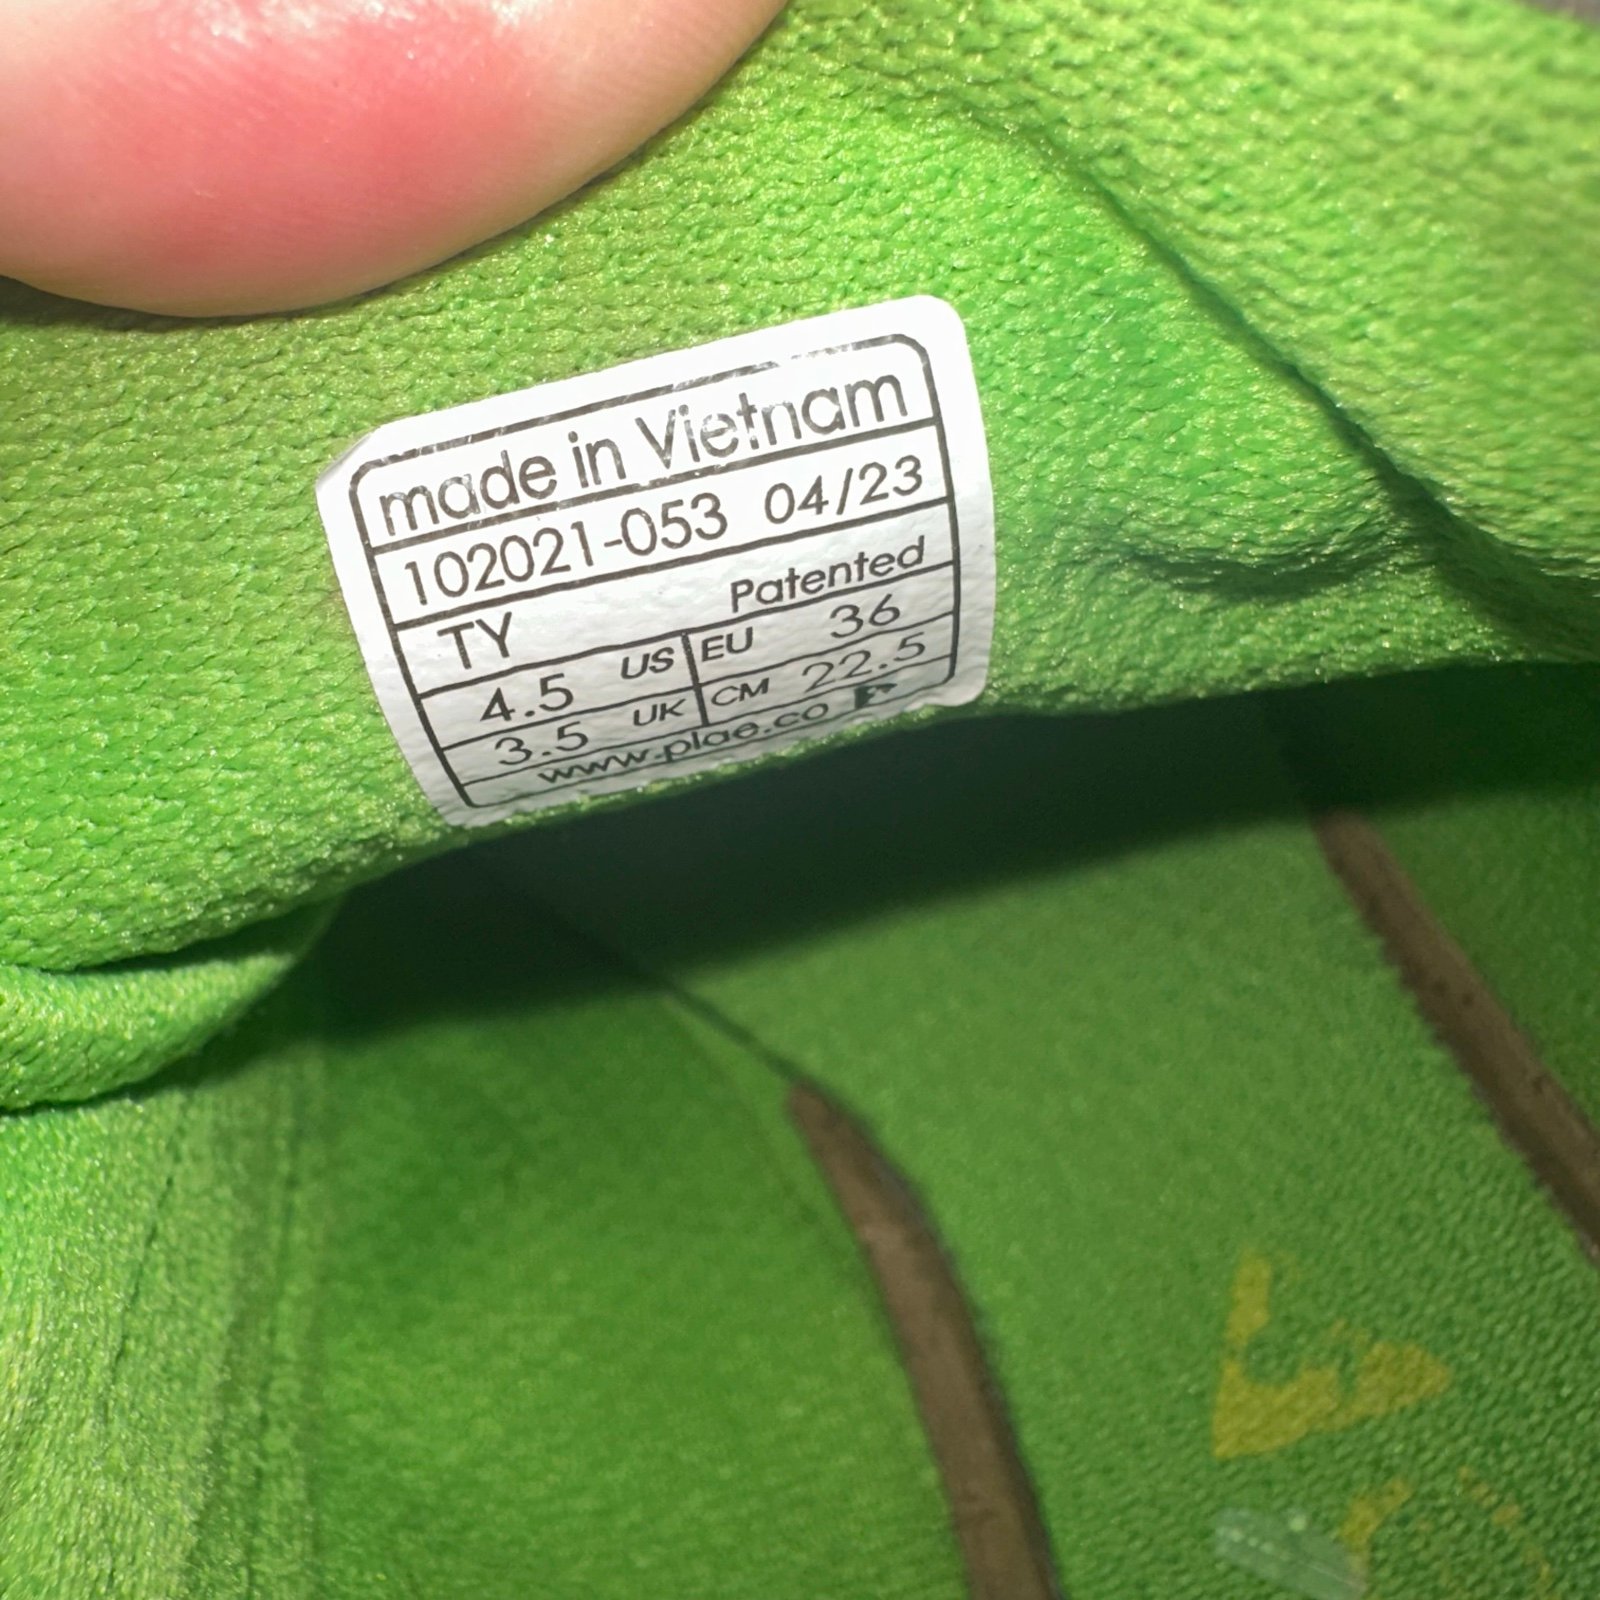 made in Vietnam
102021-053 04/23
TY Patented
4.5 US EU 36
3.5 UK CM 22.5
www.plae.co